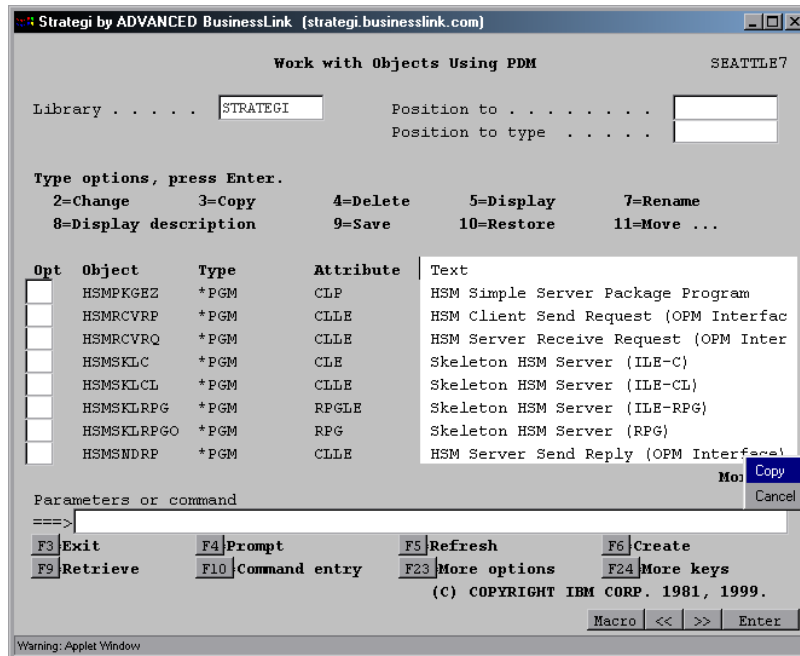 Strategi by ADVANCED BusinessLink (strategi.businesslink.com)
Work with Objects Using PDM SEATTLE7
Library . . . . . STRATEGI Position to . . . . . . . .
Position to type . . . . .
Type options, press Enter.
2=Change 3=Copy 4=Delete 5=Display 7=Rename
8=Display description 9=Save 10=Restore 11=Move ...
Opt Object Type Attribute Text
HSMPKGEZ *PGM CLP HSM Simple Server Package Program
HSMRCVRP *PGM CLLE HSM Client Send Request (OPM Interfac
HSMRCVRQ *PGM CLLE HSM Server Receive Request (OPM Inter
HSMSKLC *PGM CLE Skeleton HSM Server (ILE-C)
HSMSKLCL *PGM CLLE Skeleton HSM Server (ILE-CL)
HSMSKLRPG *PGM RPGLE Skeleton HSM Server (ILE-RPG)
HSMSKLRPGO *PGM RPG Skeleton HSM Server (RPG)
HSMSNDRP *PGM CLLE HSM Server Send Reply (OPM Interface)
Copy
Cancel
Parameters or command
===>
F3 Exit F4 Prompt F5 Refresh F6 Create
F9 Retrieve F10 Command entry F23 More options F24 More keys
(C) COPYRIGHT IBM CORP. 1981, 1999.
Macro << >> Enter
Warning: Applet Window